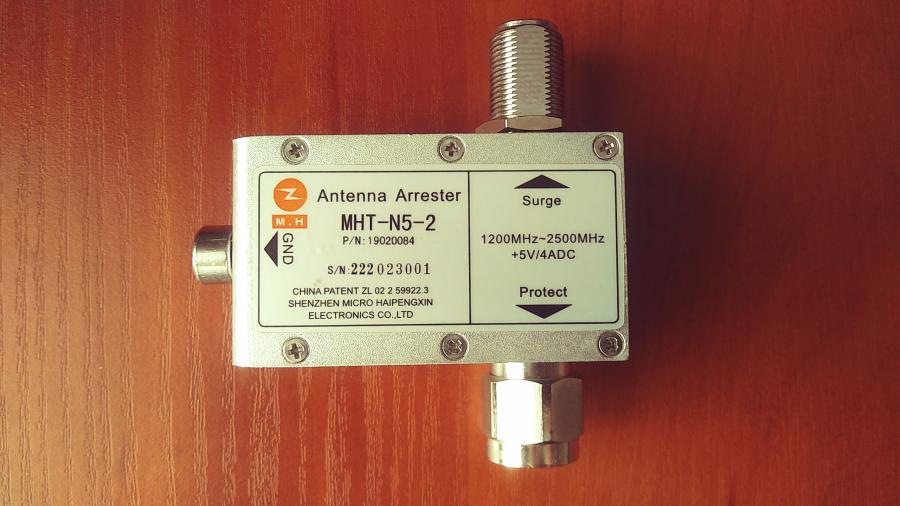 Antenna Arrester
M.H
MHT-N5-2
P/N: 19020084
GND
S/N: 222023001
CHINA PATENT ZL 02 2 59922.3
SHENZHEN MICRO HAIPENGXIN
ELECTRONICS CO.,LTD
Surge
1200MHz~2500MHz
+5V/4ADC
Protect